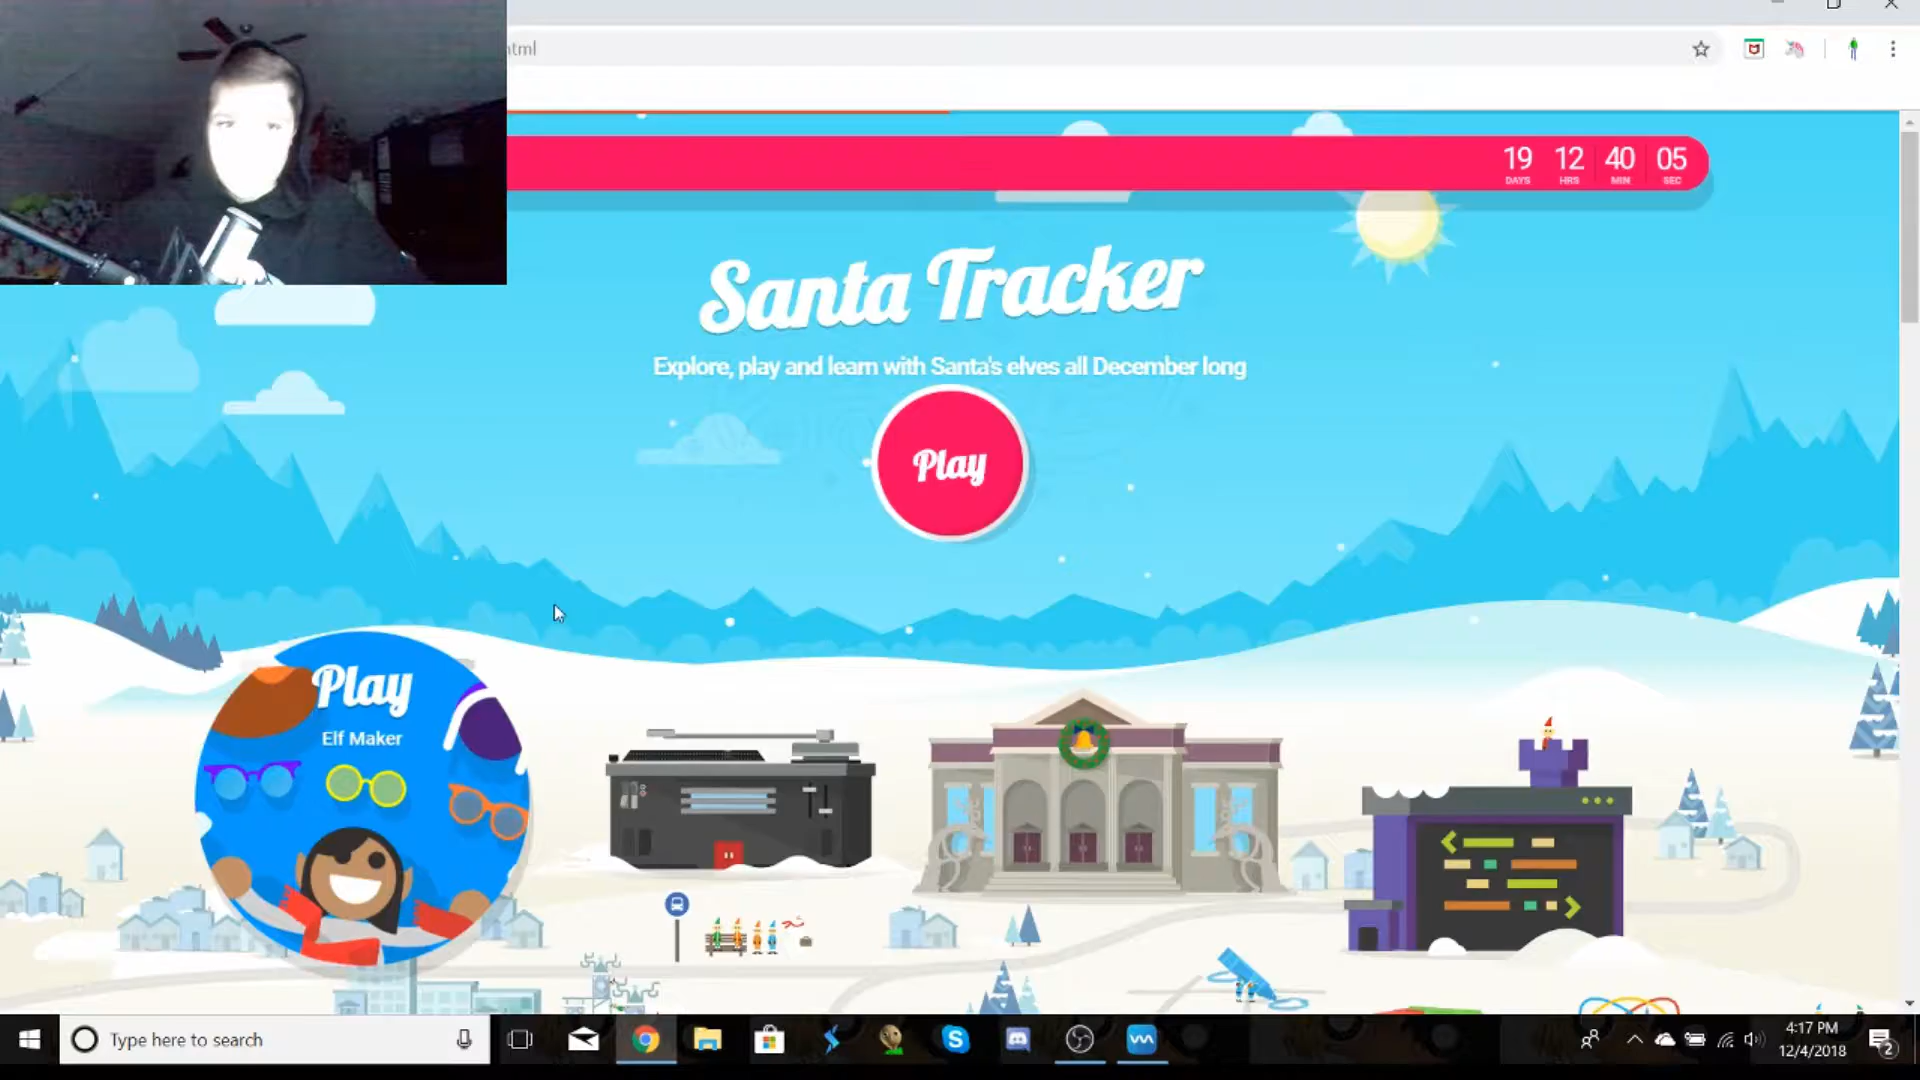 html
19 12 40 05
DAYS HRS MIN SEC
Santa Tracker
Explore, play and learn with Santa's elves all December long
Play
Play
Elf Maker
Type here to search
4:17 PM
12/4/2018
2